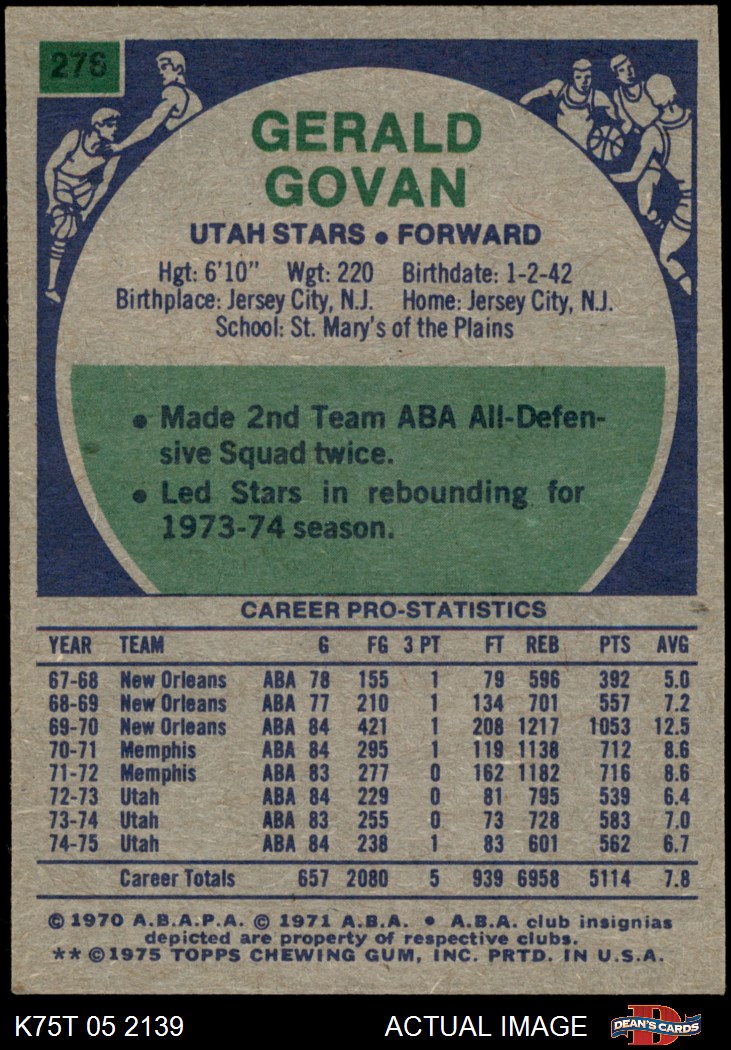 276
GERALD
GOVAN
UTAH STARS • FORWARD
Hgt: 6'10" Wgt: 220 Birthdate: 1-2-42
Birthplace: Jersey City, N.J. Home: Jersey City, N.J.
School: St. Mary's of the Plains
• Made 2nd Team ABA All-Defen-
sive Squad twice.
• Led Stars in rebounding for
1973-74 season.
CAREER PRO-STATISTICS
YEAR TEAM G FG 3 PT FT REB PTS AVG
67-68 New Orleans ABA 78 155 1 79 596 392 5.0
68-69 New Orleans ABA 77 210 1 134 701 557 7.2
69-70 New Orleans ABA 84 421 1 208 1217 1053 12.5
70-71 Memphis ABA 84 295 1 119 1138 712 8.6
71-72 Memphis ABA 83 277 0 162 1182 716 8.6
72-73 Utah ABA 84 229 0 81 795 539 6.4
73-74 Utah ABA 83 255 0 73 728 583 7.0
74-75 Utah ABA 84 238 1 83 601 562 6.7
Career Totals 657 2080 5 939 6958 5114 7.8
© 1970 A.B.A.P.A. © 1971 A.B.A. • A.B.A. club insignias
depicted are property of respective clubs.
** © 1975 TOPPS CHEWING GUM, INC. PRTD. IN U.S.A.
K75T 05 2139 ACTUAL IMAGE DEAN'S CARDS